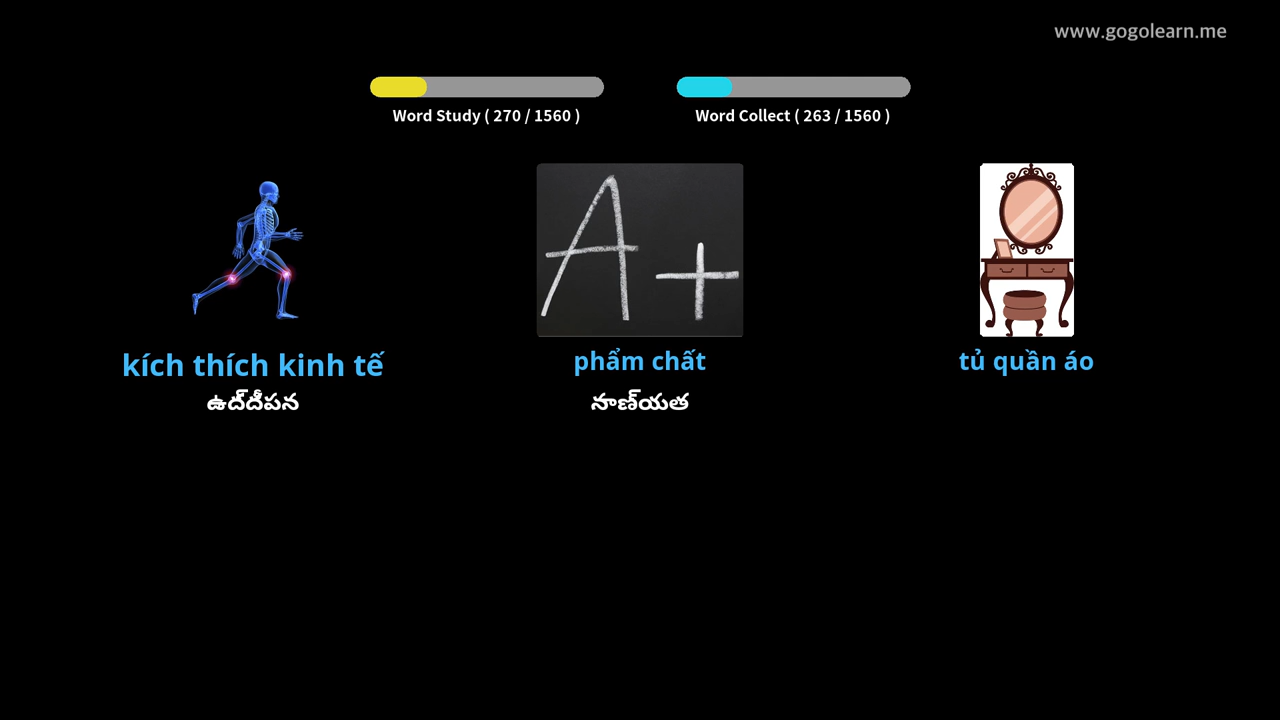 www.gogolearn.me
Word Study ( 270 / 1560 )
Word Collect ( 263 / 1560 )
A+
kích thích kinh tế
phẩm chất
tủ quần áo
ఉద్దీపన
నాణ్యత